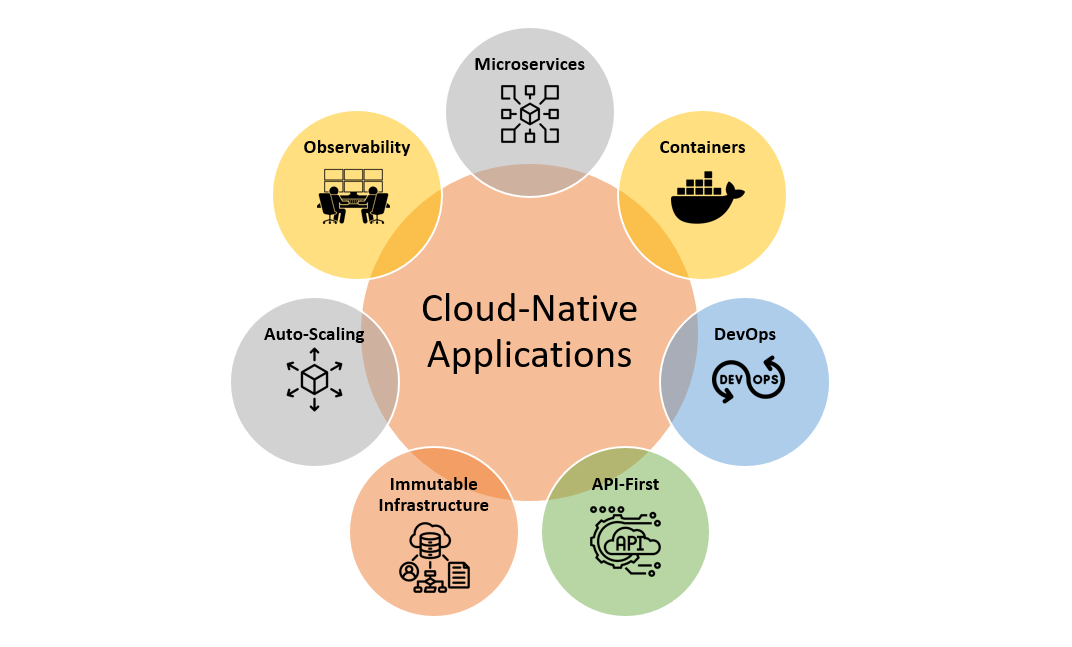 Microservices
Observability
Containers
Cloud-Native
Applications
Auto-Scaling
DevOps
DEV OPS
Immutable
Infrastructure
API-First
API